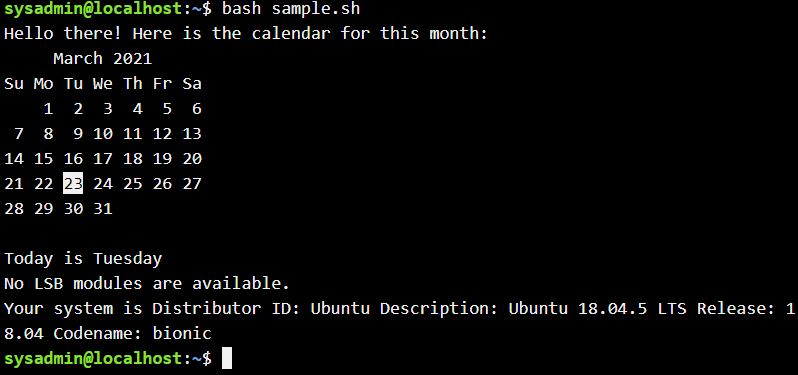 sysadmin@localhost:~$ bash sample.sh
Hello there! Here is the calendar for this month:
     March 2021
Su Mo Tu We Th Fr Sa
    1  2  3  4  5  6
 7  8  9 10 11 12 13
14 15 16 17 18 19 20
21 22 23 24 25 26 27
28 29 30 31

Today is Tuesday
No LSB modules are available.
Your system is Distributor ID: Ubuntu Description: Ubuntu 18.04.5 LTS Release: 1
8.04 Codename: bionic
sysadmin@localhost:~$